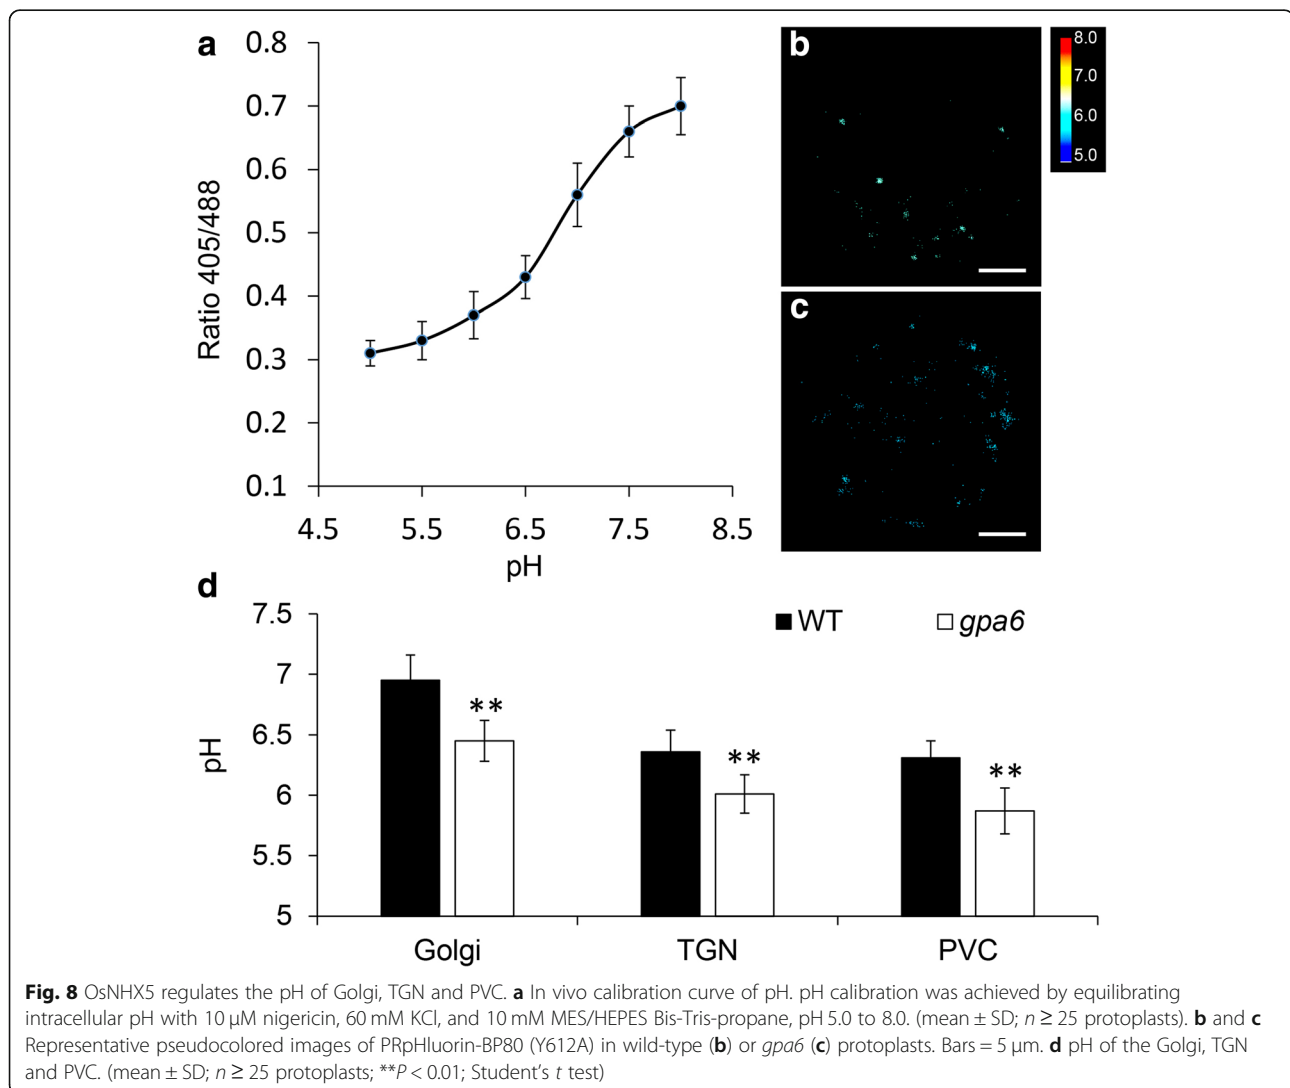 a
0.8
0.7
0.6
0.5
0.4
0.3
0.2
0.1
Ratio 405/488
4.5 5.5 6.5 7.5 8.5
pH
b
8.0
7.0
6.0
5.0
c
d
7.5
7
6.5
6
5.5
5
pH
WT gpa6
**
**
**
Golgi TGN PVC
Fig. 8 OsNHX5 regulates the pH of Golgi, TGN and PVC. a In vivo calibration curve of pH. pH calibration was achieved by equilibrating
intracellular pH with 10 μM nigericin, 60 mM KCl, and 10 mM MES/HEPES Bis-Tris-propane, pH 5.0 to 8.0. (mean ± SD; n ≥ 25 protoplasts). b and c
Representative pseudocolored images of PRpHluorin-BP80 (Y612A) in wild-type (b) or gpa6 (c) protoplasts. Bars = 5 μm. d pH of the Golgi, TGN
and PVC. (mean ± SD; n ≥ 25 protoplasts; **P < 0.01; Student's t test)